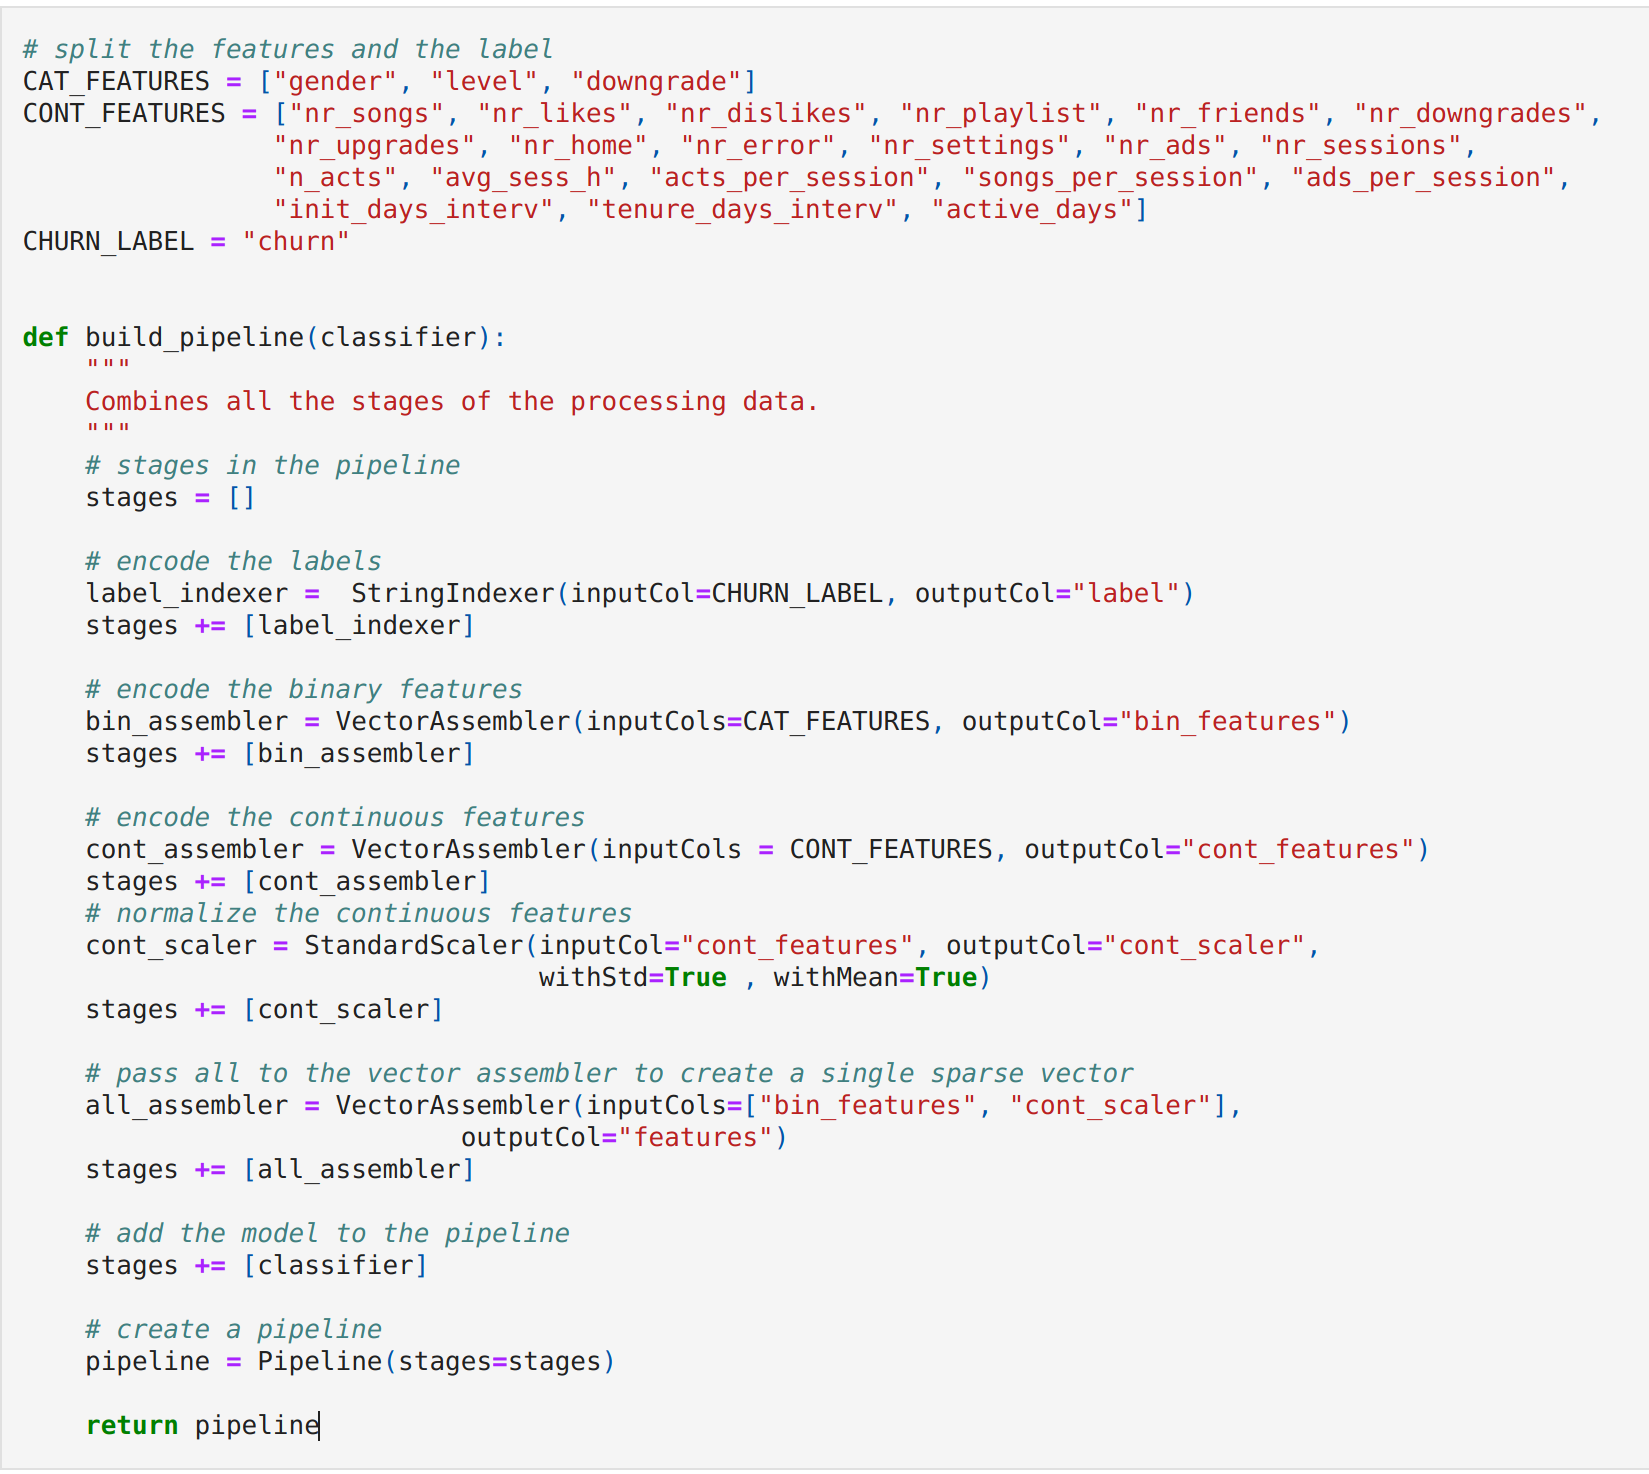 # split the features and the label
CAT_FEATURES = ["gender", "level", "downgrade"]
CONT_FEATURES = ["nr_songs", "nr_likes", "nr_dislikes", "nr_playlist", "nr_friends", "nr_downgrades",
                "nr_upgrades", "nr_home", "nr_error", "nr_settings", "nr_ads", "nr_sessions",
                "n_acts", "avg_sess_h", "acts_per_session", "songs_per_session", "ads_per_session",
                "init_days_interv", "tenure_days_interv", "active_days"]
CHURN_LABEL = "churn"


def build_pipeline(classifier):
    """
    Combines all the stages of the processing data.
    """
    # stages in the pipeline
    stages = []

    # encode the labels
    label_indexer =  StringIndexer(inputCol=CHURN_LABEL, outputCol="label")
    stages += [label_indexer]

    # encode the binary features
    bin_assembler = VectorAssembler(inputCols=CAT_FEATURES, outputCol="bin_features")
    stages += [bin_assembler]

    # encode the continuous features
    cont_assembler = VectorAssembler(inputCols = CONT_FEATURES, outputCol="cont_features")
    stages += [cont_assembler]
    # normalize the continuous features
    cont_scaler = StandardScaler(inputCol="cont_features", outputCol="cont_scaler",
                                 withStd=True , withMean=True)
    stages += [cont_scaler]

    # pass all to the vector assembler to create a single sparse vector
    all_assembler = VectorAssembler(inputCols=["bin_features", "cont_scaler"],
                            outputCol="features")
    stages += [all_assembler]

    # add the model to the pipeline
    stages += [classifier]

    # create a pipeline
    pipeline = Pipeline(stages=stages)

    return pipeline